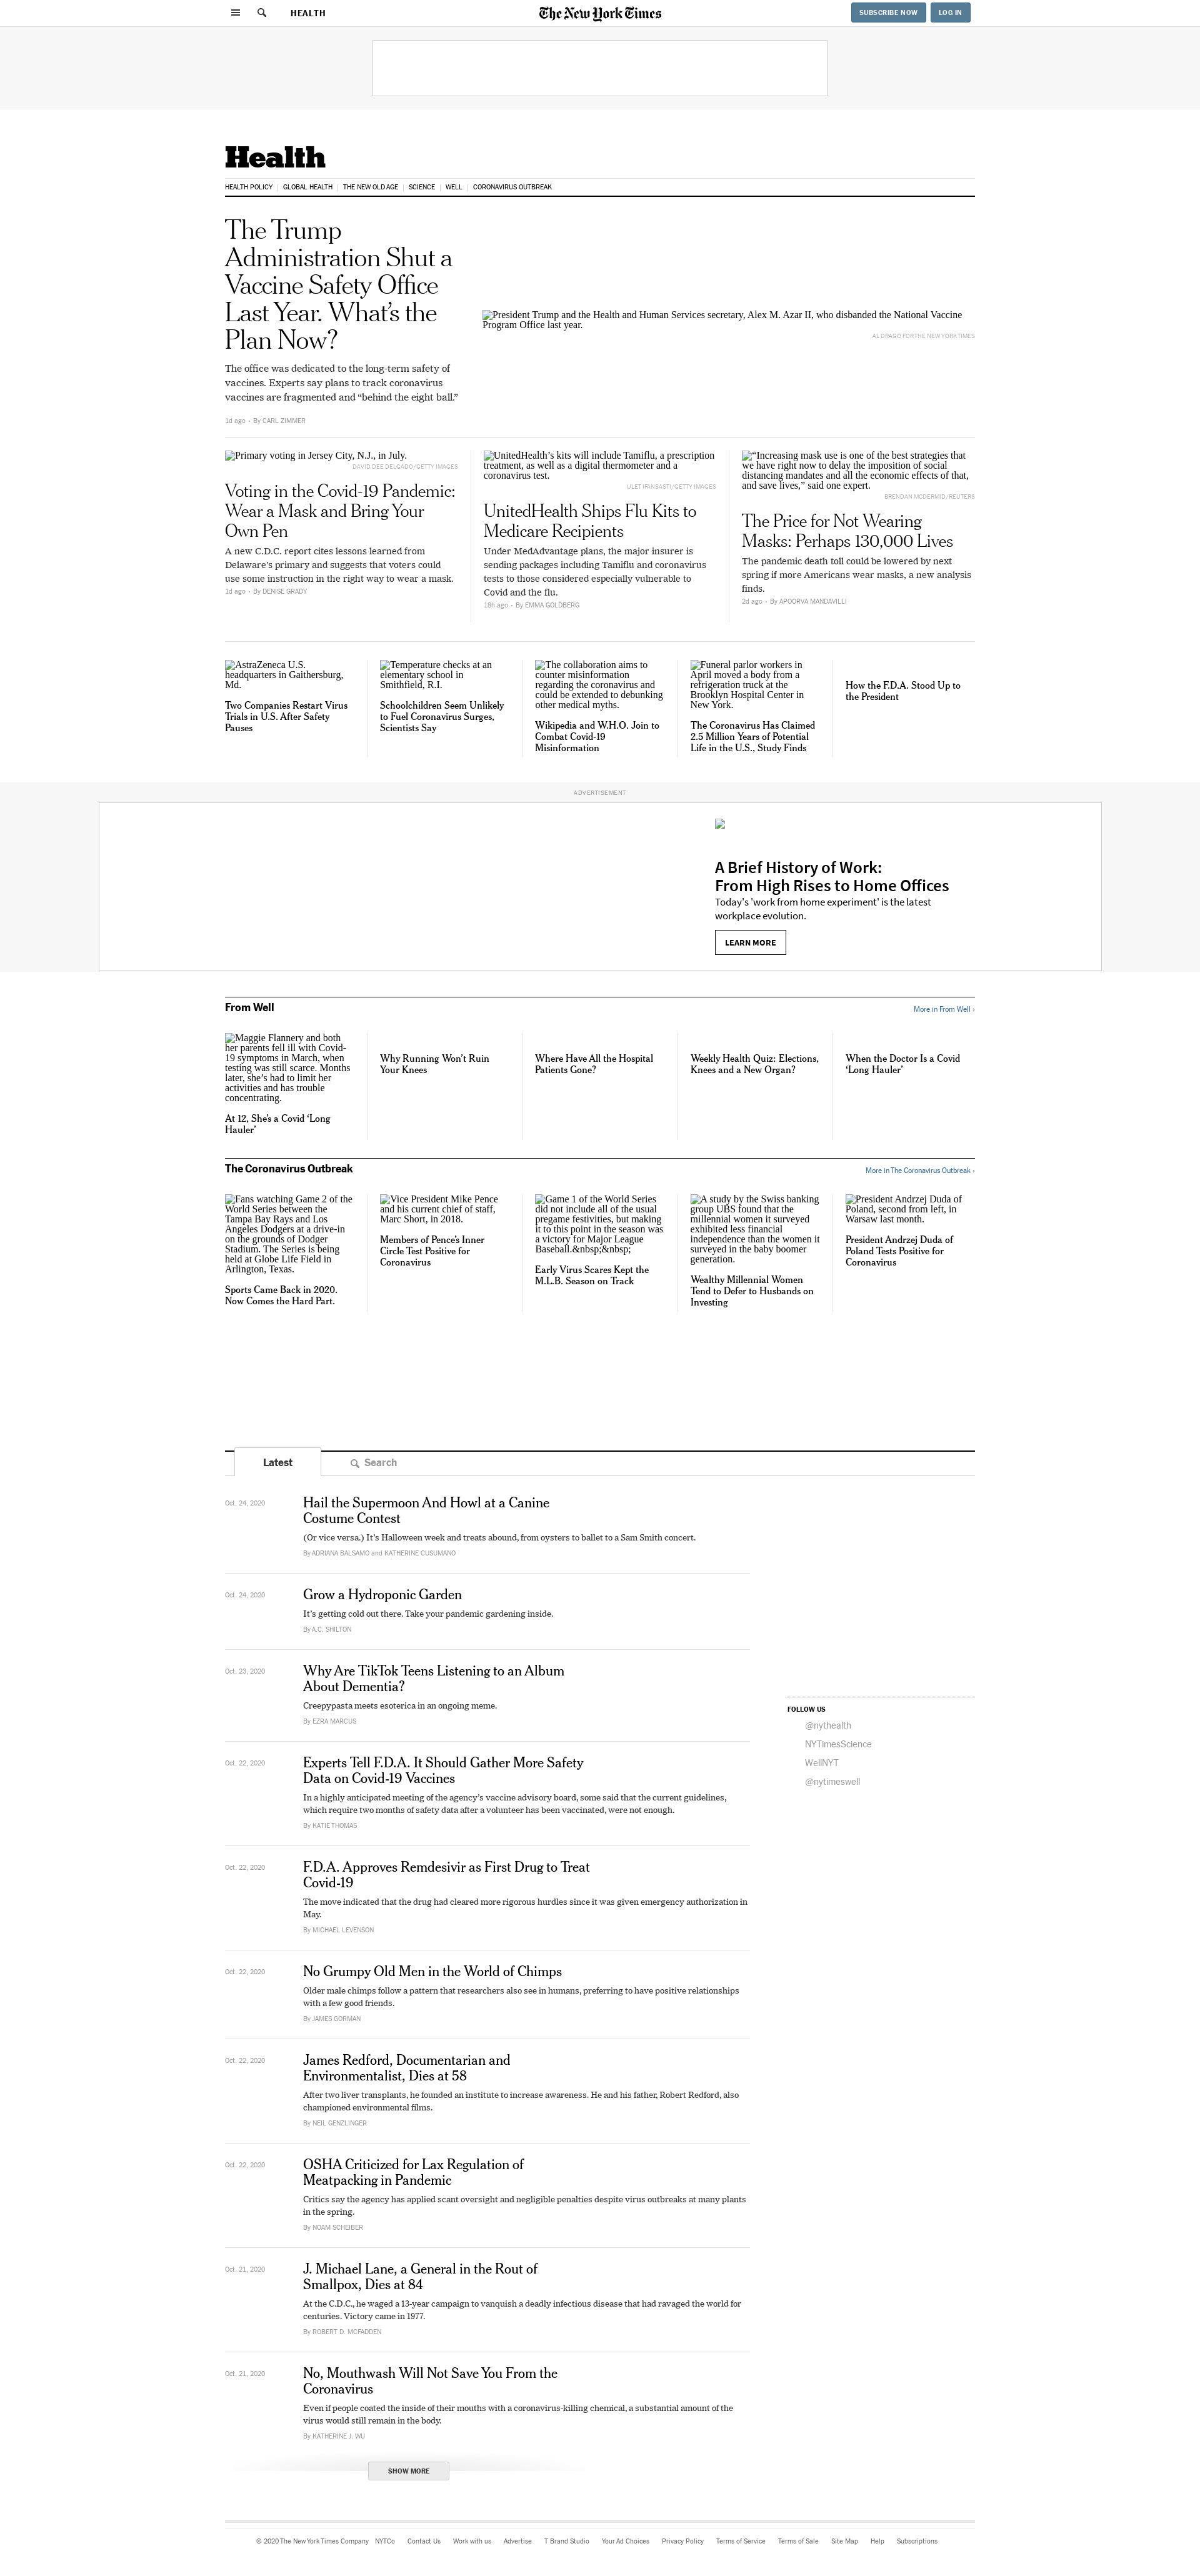 HEALTH
The New York Times
SUBSCRIBE NOW
LOG IN
Health
HEALTH POLICY | GLOBAL HEALTH | THE NEW OLD AGE | SCIENCE | WELL | CORONAVIRUS OUTBREAK
The Trump
Administration Shut a
Vaccine Safety Office
Last Year. What’s the
Plan Now?
The office was dedicated to the long-term safety of
vaccines. Experts say plans to track coronavirus
vaccines are fragmented and “behind the eight ball.”
1d ago • By CARL ZIMMER
President Trump and the Health and Human Services secretary, Alex M. Azar II, who disbanded the National Vaccine
Program Office last year.
AL DRAGO FOR THE NEW YORK TIMES
Primary voting in Jersey City, N.J., in July.
DAVID DEE DELGADO/GETTY IMAGES
Voting in the Covid-19 Pandemic:
Wear a Mask and Bring Your
Own Pen
A new C.D.C. report cites lessons learned from
Delaware’s primary and suggests that voters could
use some instruction in the right way to wear a mask.
1d ago • By DENISE GRADY
UnitedHealth’s kits will include Tamiflu, a prescription
treatment, as well as a digital thermometer and a
coronavirus test.
ULET IFANSASTI/GETTY IMAGES
UnitedHealth Ships Flu Kits to
Medicare Recipients
Under MedAdvantage plans, the major insurer is
sending packages including Tamiflu and coronavirus
tests to those considered especially vulnerable to
Covid and the flu.
18h ago • By EMMA GOLDBERG
“Increasing mask use is one of the best strategies that
we have right now to delay the imposition of social
distancing mandates and all the economic effects of that,
and save lives,” said one expert.
BRENDAN MCDERMID/REUTERS
The Price for Not Wearing
Masks: Perhaps 130,000 Lives
The pandemic death toll could be lowered by next
spring if more Americans wear masks, a new analysis
finds.
2d ago • By APOORVA MANDAVILLI
AstraZeneca U.S.
headquarters in Gaithersburg,
Md.
Two Companies Restart Virus
Trials in U.S. After Safety
Pauses
Temperature checks at an
elementary school in
Smithfield, R.I.
Schoolchildren Seem Unlikely
to Fuel Coronavirus Surges,
Scientists Say
The collaboration aims to
counter misinformation
regarding the coronavirus and
could be extended to debunking
other medical myths.
Wikipedia and W.H.O. Join to
Combat Covid-19
Misinformation
Funeral parlor workers in
April moved a body from a
refrigeration truck at the
Brooklyn Hospital Center in
New York.
The Coronavirus Has Claimed
2.5 Million Years of Potential
Life in the U.S., Study Finds
How the F.D.A. Stood Up to
the President
ADVERTISEMENT
A Brief History of Work:
From High Rises to Home Offices
Today's 'work from home experiment' is the latest
workplace evolution.
LEARN MORE
From Well
More in From Well ›
Maggie Flannery and both
her parents fell ill with Covid-
19 symptoms in March, when
testing was still scarce. Months
later, she’s had to limit her
activities and has trouble
concentrating.
At 12, She’s a Covid ‘Long
Hauler’
Why Running Won’t Ruin
Your Knees
Where Have All the Hospital
Patients Gone?
Weekly Health Quiz: Elections,
Knees and a New Organ?
When the Doctor Is a Covid
‘Long Hauler’
The Coronavirus Outbreak
More in The Coronavirus Outbreak ›
Fans watching Game 2 of the
World Series between the
Tampa Bay Rays and Los
Angeles Dodgers at a drive-in
on the grounds of Dodger
Stadium. The Series is being
held at Globe Life Field in
Arlington, Texas.
Sports Came Back in 2020.
Now Comes the Hard Part.
Vice President Mike Pence
and his current chief of staff,
Marc Short, in 2018.
Members of Pence’s Inner
Circle Test Positive for
Coronavirus
Game 1 of the World Series
did not include all of the usual
pregame festivities, but making
it to this point in the season was
a victory for Major League
Baseball.&nbsp;&nbsp;
Early Virus Scares Kept the
M.L.B. Season on Track
A study by the Swiss banking
group UBS found that the
millennial women it surveyed
exhibited less financial
independence than the women it
surveyed in the baby boomer
generation.
Wealthy Millennial Women
Tend to Defer to Husbands on
Investing
President Andrzej Duda of
Poland, second from left, in
Warsaw last month.
President Andrzej Duda of
Poland Tests Positive for
Coronavirus
Latest
Search
Oct. 24, 2020
Hail the Supermoon And Howl at a Canine
Costume Contest
(Or vice versa.) It’s Halloween week and treats abound, from oysters to ballet to a Sam Smith concert.
By ADRIANA BALSAMO and KATHERINE CUSUMANO
Oct. 24, 2020
Grow a Hydroponic Garden
It’s getting cold out there. Take your pandemic gardening inside.
By A.C. SHILTON
Oct. 23, 2020
Why Are TikTok Teens Listening to an Album
About Dementia?
Creepypasta meets esoterica in an ongoing meme.
By EZRA MARCUS
Oct. 22, 2020
Experts Tell F.D.A. It Should Gather More Safety
Data on Covid-19 Vaccines
In a highly anticipated meeting of the agency’s vaccine advisory board, some said that the current guidelines,
which require two months of safety data after a volunteer has been vaccinated, were not enough.
By KATIE THOMAS
Oct. 22, 2020
F.D.A. Approves Remdesivir as First Drug to Treat
Covid-19
The move indicated that the drug had cleared more rigorous hurdles since it was given emergency authorization in
May.
By MICHAEL LEVENSON
Oct. 22, 2020
No Grumpy Old Men in the World of Chimps
Older male chimps follow a pattern that researchers also see in humans, preferring to have positive relationships
with a few good friends.
By JAMES GORMAN
Oct. 22, 2020
James Redford, Documentarian and
Environmentalist, Dies at 58
After two liver transplants, he founded an institute to increase awareness. He and his father, Robert Redford, also
championed environmental films.
By NEIL GENZLINGER
Oct. 22, 2020
OSHA Criticized for Lax Regulation of
Meatpacking in Pandemic
Critics say the agency has applied scant oversight and negligible penalties despite virus outbreaks at many plants
in the spring.
By NOAM SCHEIBER
Oct. 21, 2020
J. Michael Lane, a General in the Rout of
Smallpox, Dies at 84
At the C.D.C., he waged a 13-year campaign to vanquish a deadly infectious disease that had ravaged the world for
centuries. Victory came in 1977.
By ROBERT D. MCFADDEN
Oct. 21, 2020
No, Mouthwash Will Not Save You From the
Coronavirus
Even if people coated the inside of their mouths with a coronavirus-killing chemical, a substantial amount of the
virus would still remain in the body.
By KATHERINE J. WU
SHOW MORE
FOLLOW US
@nythealth
NYTimesScience
WellNYT
@nytimeswell
© 2020 The New York Times Company NYTCo Contact Us Work with us Advertise T Brand Studio Your Ad Choices Privacy Policy Terms of Service Terms of Sale Site Map Help Subscriptions